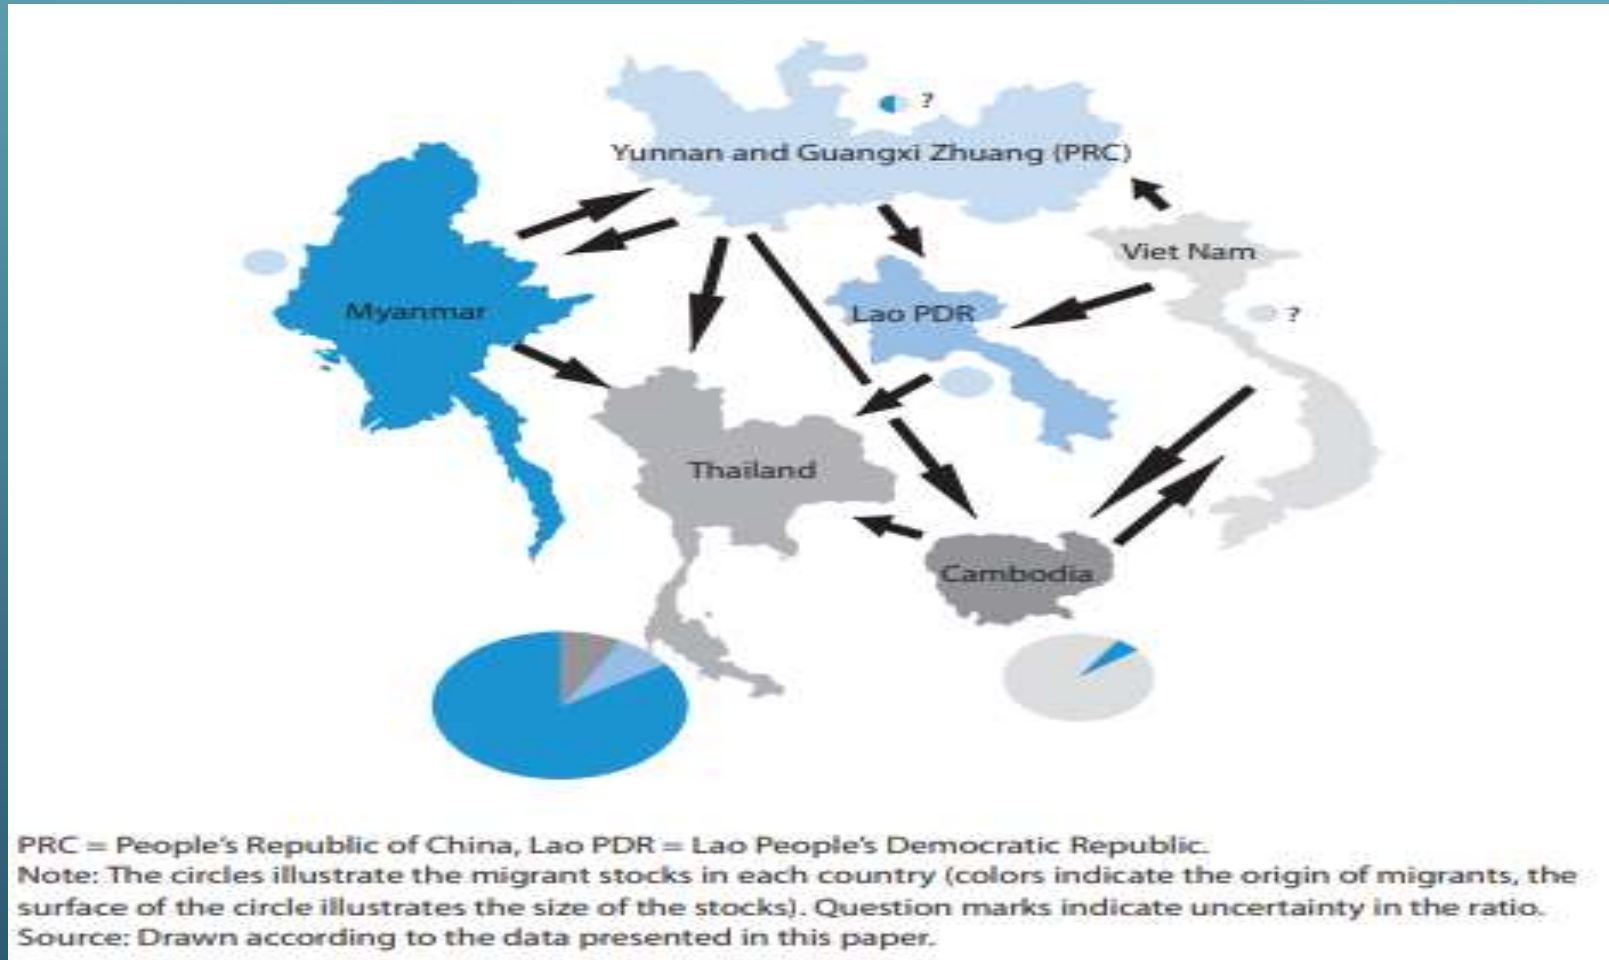 ?
Yunnan and Guangxi Zhuang (PRC)
Viet Nam
Myanmar
Lao PDR
?
Thailand
Cambodia
PRC = People's Republic of China, Lao PDR = Lao People's Democratic Republic.
Note: The circles illustrate the migrant stocks in each country (colors indicate the origin of migrants, the
surface of the circle illustrates the size of the stocks). Question marks indicate uncertainty in the ratio.
Source: Drawn according to the data presented in this paper.